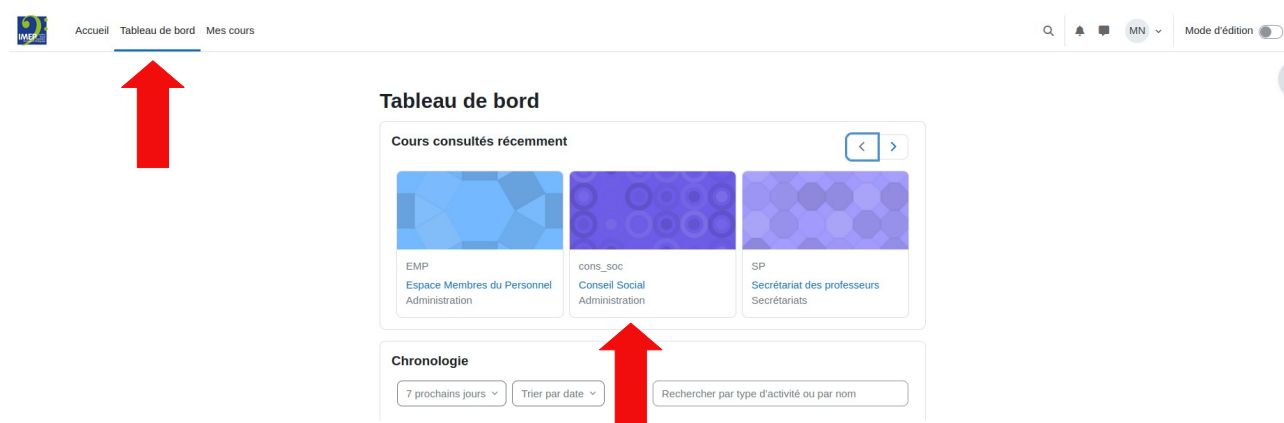 IMEP
Accueil Tableau de bord Mes cours
MN
Mode d'édition
Tableau de bord
Cours consultés récemment
EMP
Espace Membres du Personnel
Administration
cons_soc
Conseil Social
Administration
SP
Secrétariat des professeurs
Secrétariats
Chronologie
7 prochains jours
Trier par date
Rechercher par type d'activité ou par nom